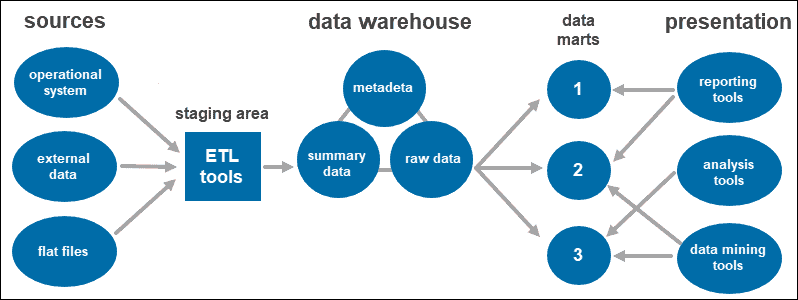 sources
operational
system
external
data
flat files
staging area
ETL
tools
data warehouse
metadeta
summary
data
raw data
data
marts
1
2
3
presentation
reporting
tools
analysis
tools
data mining
tools